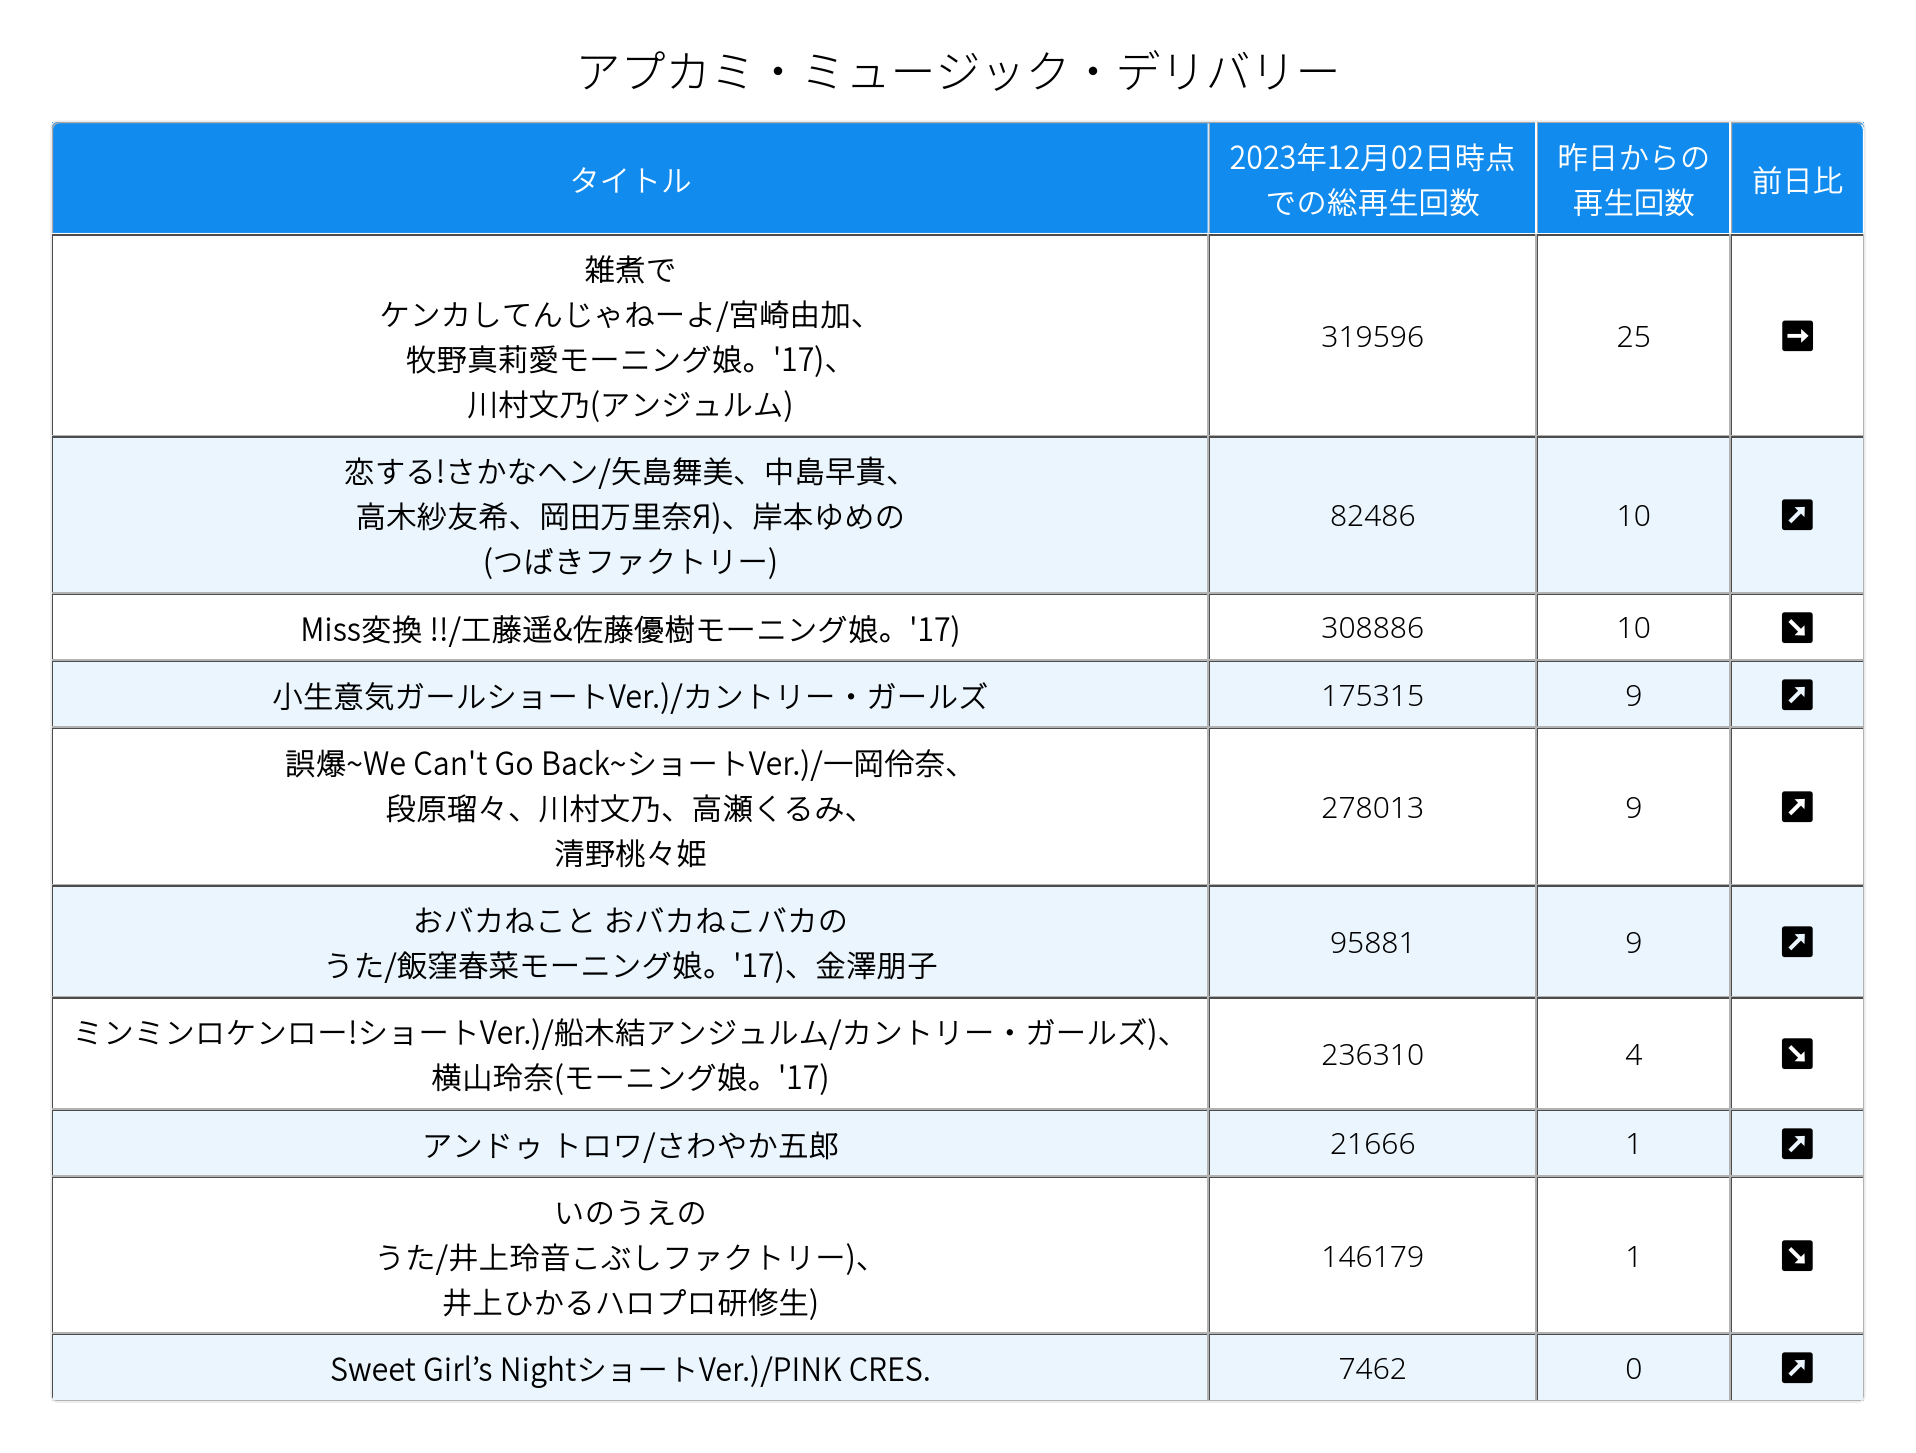 アプカミ・ミュージック・デリバリー
タイトル
2023年12月02日時点
での総再生回数
昨日からの
再生回数
前日比
雑煮で
ケンカしてんじゃねーよ/宮崎由加、
牧野真莉愛モーニング娘。'17)、
川村文乃(アンジュルム)
319596
25
恋する!さかなヘン/矢島舞美、中島早貴、
高木紗友希、岡田万里奈Я)、岸本ゆめの
(つばきファクトリー)
82486
10
Miss変換 !!/工藤遥&佐藤優樹モーニング娘。'17)
308886
10
小生意気ガールショートVer.)/カントリー・ガールズ
175315
9
誤爆~We Can't Go Back~ショートVer.)/一岡伶奈、
段原瑠々、川村文乃、高瀬くるみ、
清野桃々姫
278013
9
おバカねこと おバカねこバカの
うた/飯窪春菜モーニング娘。'17)、金澤朋子
95881
9
ミンミンロケンロー!ショートVer.)/船木結アンジュルム/カントリー・ガールズ)、
横山玲奈(モーニング娘。'17)
236310
4
アンドゥ トロワ/さわやか五郎
21666
1
いのうえの
うた/井上玲音こぶしファクトリー)、
井上ひかるハロプロ研修生)
146179
1
Sweet Girl’s NightショートVer.)/PINK CRES.
7462
0